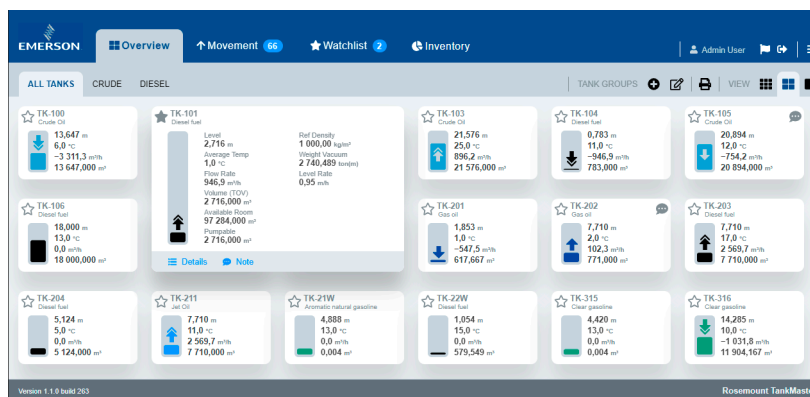 EMERSON
Overview
Movement 66
Watchlist 2
Inventory
Admin User
ALL TANKS
CRUDE
DIESEL
TANK GROUPS
VIEW
TK-100
Crude Oil
13,647 m
6,0 °C
−3 311,3 m³/h
13 647,000 m³
TK-101
Diesel fuel
Level
2,716 m
Average Temp
1,0 °C
Flow Rate
946,9 m³/h
Volume (TOV)
2 716,000 m³
Available Room
97 284,000 m³
Pumpable
2 716,000 m³
Ref Density
1 000,00 kg/m³
Weight Vacuum
2 740,489 ton(m)
Level Rate
0,95 m/h
Details
Note
TK-103
Crude Oil
21,576 m
25,0 °C
896,2 m³/h
21 576,000 m³
TK-104
Diesel fuel
0,783 m
11,0 °C
−946,9 m³/h
783,000 m³
TK-105
Crude Oil
20,894 m
12,0 °C
−754,2 m³/h
20 894,000 m³
TK-106
Diesel fuel
18,000 m
13,0 °C
0,0 m³/h
18 000,000 m³
TK-201
Gas oil
1,853 m
1,0 °C
−547,5 m³/h
617,667 m³
TK-202
Gas oil
7,710 m
2,0 °C
102,3 m³/h
771,000 m³
TK-203
Diesel fuel
7,710 m
17,0 °C
2 569,7 m³/h
7 710,000 m³
TK-204
Diesel fuel
5,124 m
5,0 °C
0,0 m³/h
5 124,000 m³
TK-211
Jet Oil
7,710 m
11,0 °C
2 569,7 m³/h
7 710,000 m³
TK-21W
Aromatic natural gasoline
4,888 m
13,0 °C
0,0 m³/h
0,004 m³
TK-22W
Diesel fuel
1,054 m
15,0 °C
0,0 m³/h
579,549 m³
TK-315
Clear gasoline
4,420 m
13,0 °C
0,0 m³/h
0,004 m³
TK-316
Clear gasoline
14,285 m
10,0 °C
−1 031,8 m³/h
11 904,167 m³
Version 1.1.0 build 263
Rosemount TankMaste